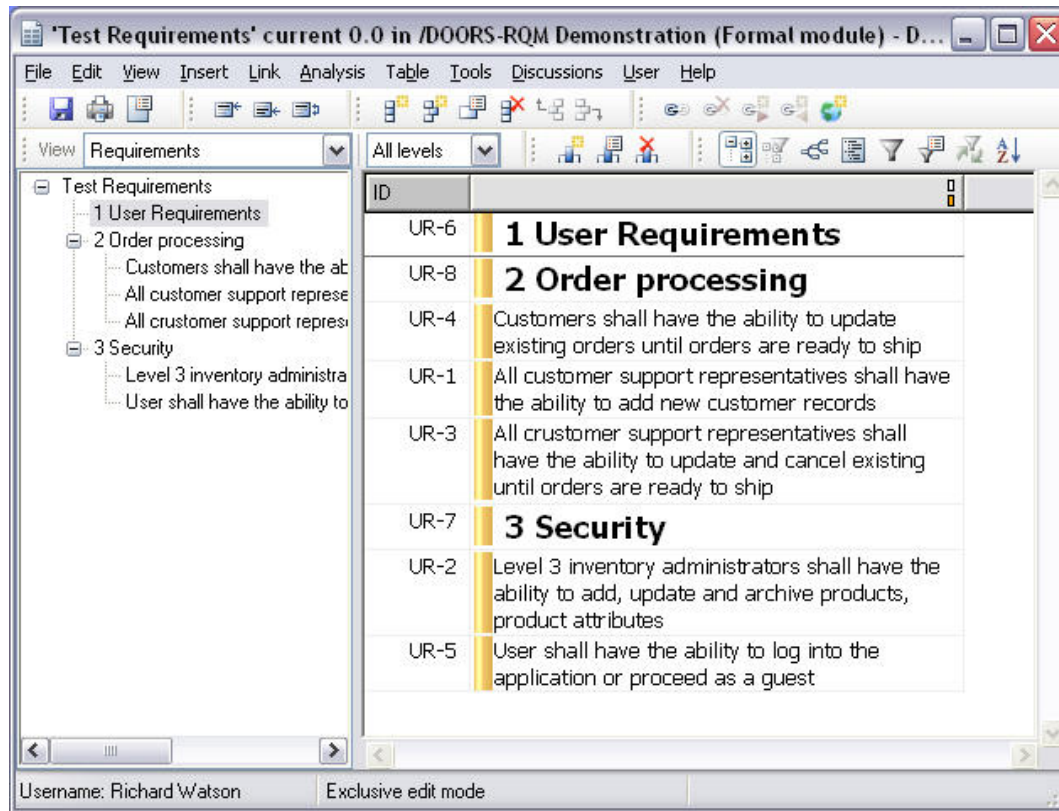 'Test Requirements' current 0.0 in /DOORS-RQM Demonstration (Formal module) - D...
File Edit View Insert Link Analysis Table Tools Discussions User Help
View Requirements All levels
Test Requirements
1 User Requirements
2 Order processing
Customers shall have the ab
All customer support represe
All crustomer support repres
3 Security
Level 3 inventory administra
User shall have the ability to
ID
UR-6 1 User Requirements
UR-8 2 Order processing
UR-4 Customers shall have the ability to update
existing orders until orders are ready to ship
UR-1 All customer support representatives shall have
the ability to add new customer records
UR-3 All crustomer support representatives shall
have the ability to update and cancel existing
until orders are ready to ship
UR-7 3 Security
UR-2 Level 3 inventory administrators shall have the
ability to add, update and archive products,
product attributes
UR-5 User shall have the ability to log into the
application or proceed as a guest
Username: Richard Watson Exclusive edit mode